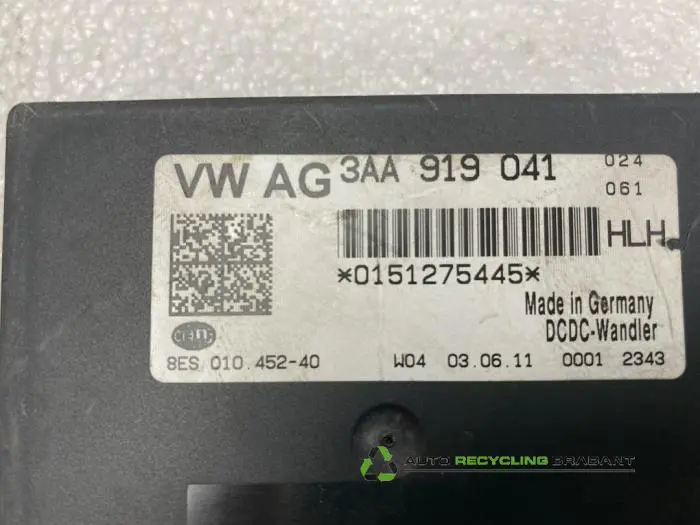 VW AG 3AA 919 041 024
061
HLH
*0151275445*
Made in Germany
DCDC-Wandler
8ES 010.452-40 W04 03.06.11 0001 2343
AUTO RECYCLING BRABANT